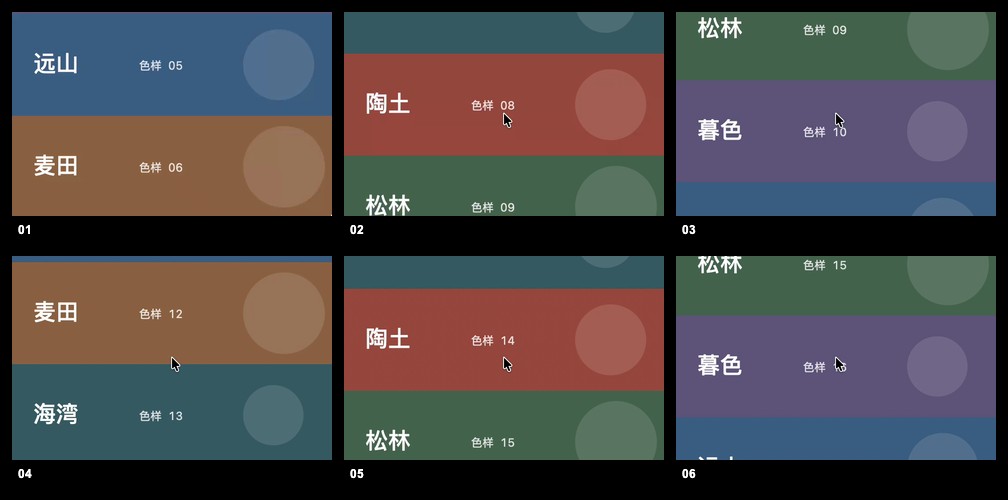 远山 色样 05
麦田 色样 06
01
陶土 色样 08
松林 色样 09
02
松林 色样 09
暮色 色样 10
03
麦田 色样 12
海湾 色样 13
04
陶土 色样 14
松林 色样 15
05
松林 色样 15
暮色 色样
06